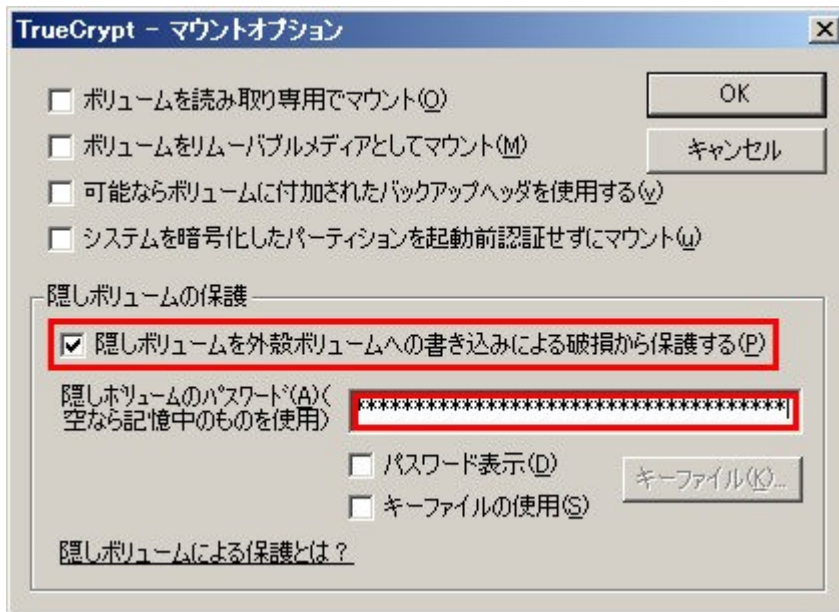 TrueCrypt - マウントオプション
ボリュームを読み取り専用でマウント(O)
OK
ボリュームをリムーバブルメディアとしてマウント(M)
キャンセル
可能ならボリュームに付加されたバックアップヘッダを使用する(v)
システムを暗号化したパーティションを起動前認証せずにマウント(u)
隠しボリュームの保護
隠しボリュームを外殻ボリュームへの書き込みによる破損から保護する(P)
隠しボリュームのパスワード(A)(
空なら記憶中のものを使用)
パスワード表示(D)
キーファイル(K)...
キーファイルの使用(S)
隠しボリュームによる保護とは?